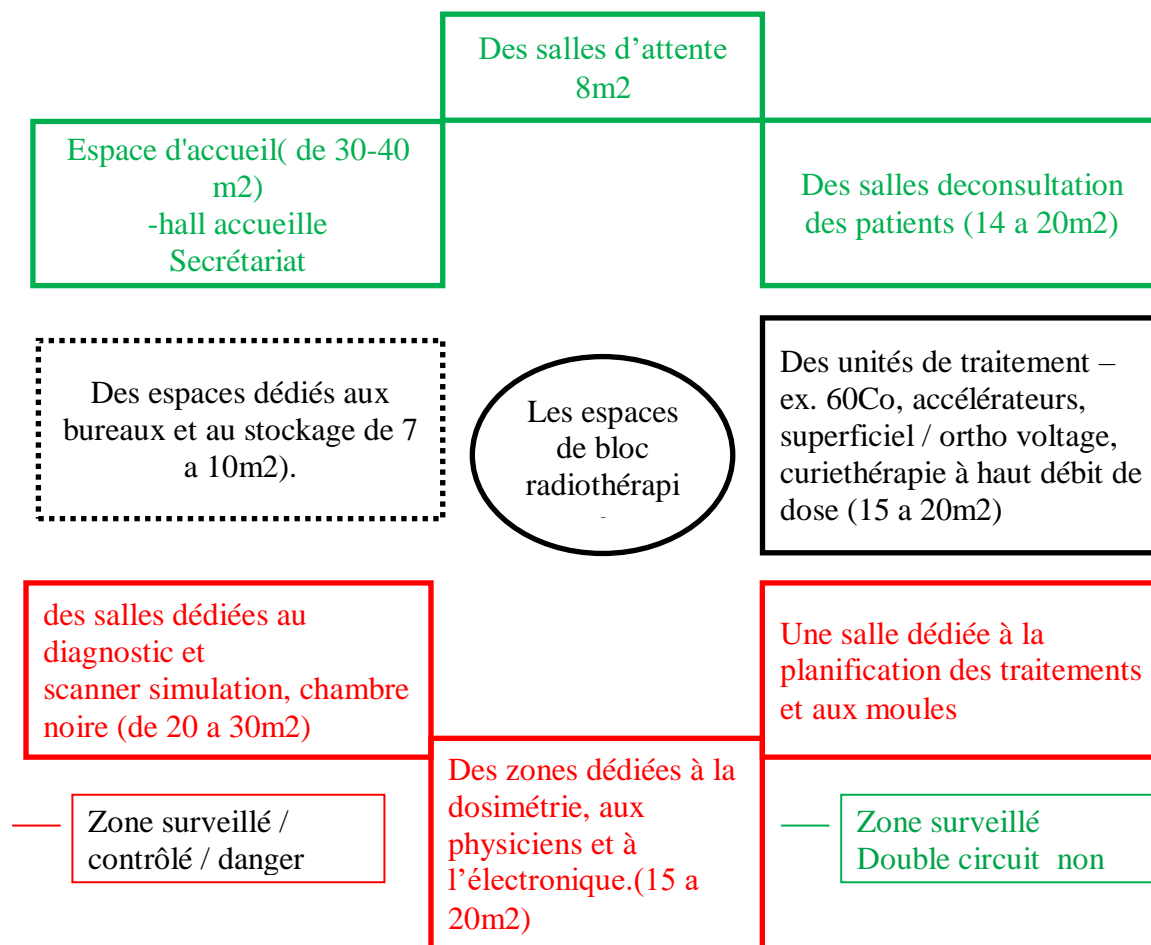 Des salles d’attente
8m2
Espace d'accueil( de 30-40
m2)
-hall accueille
Secrétariat
Des salles deconsultation
des patients (14 a 20m2)
Des espaces dédiés aux
bureaux et au stockage de 7
a 10m2).
Les espaces
de bloc
radiothérapi
Des unités de traitement –
ex. 60Co, accélérateurs,
superficiel / ortho voltage,
curiethérapie à haut débit de
dose (15 a 20m2)
des salles dédiées au
diagnostic et
scanner simulation, chambre
noire (de 20 a 30m2)
Une salle dédiée à la
planification des traitements
et aux moules
Des zones dédiées à la
dosimétrie, aux
physiciens et à
l’électronique.(15 a
20m2)
Zone surveillé /
contrôlé / danger
Zone surveillé
Double circuit  non